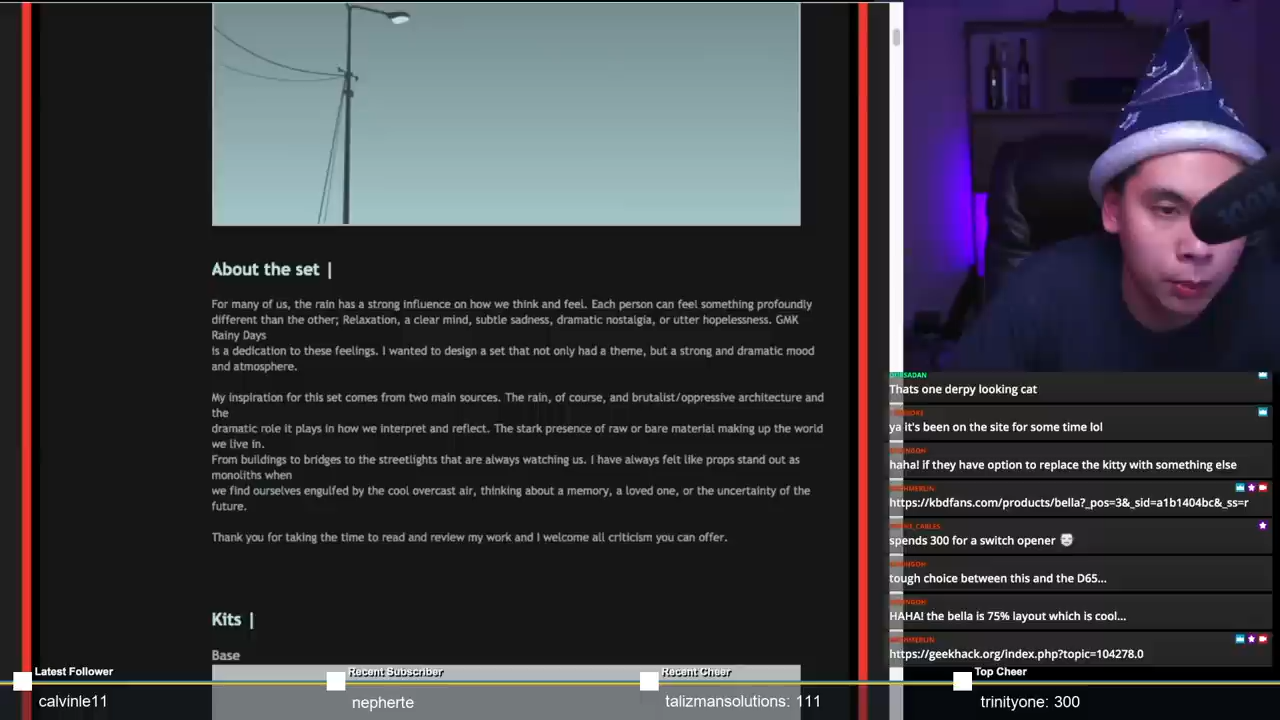 About the set |
For many of us, the rain has a strong influence on how we think and feel. Each person can feel something profoundly
different than the other; Relaxation, a clear mind, subtle sadness, dramatic nostalgia, or utter hopelessness. GMK
Rainy Days
is a dedication to these feelings. I wanted to design a set that not only had a theme, but a strong and dramatic mood
and atmosphere.
My inspiration for this set comes from two main sources. The rain, of course, and brutalist/oppressive architecture and
the
dramatic role it plays in how we interpret and reflect. The stark presence of raw or bare material making up the world
we live in.
From buildings to bridges to the streetlights that are always watching us. I have always felt like props stand out as
monoliths when
we find ourselves engulfed by the cool overcast air, thinking about a memory, a loved one, or the uncertainty of the
future.
Thank you for taking the time to read and review my work and I welcome all criticism you can offer.
Kits |
Base
Thats one derpy looking cat
ya it's been on the site for some time lol
haha! if they have option to replace the kitty with something else
https://kbdfans.com/products/bella?_pos=3&_sid=a1b1404bc&_ss=r
spends 300 for a switch opener
tough choice between this and the D65...
HAHA! the bella is 75% layout which is cool...
https://geekhack.org/index.php?topic=104278.0
Latest Follower
calvinle11
Recent Subscriber
nepherte
Recent Cheer
talizmansolutions: 111
Top Cheer
trinityone: 300